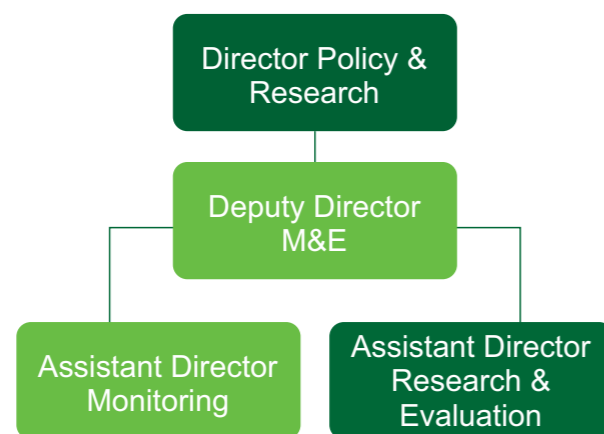 Director Policy &
Research
Deputy Director
M&E
Assistant Director
Monitoring
Assistant Director
Research &
Evaluation